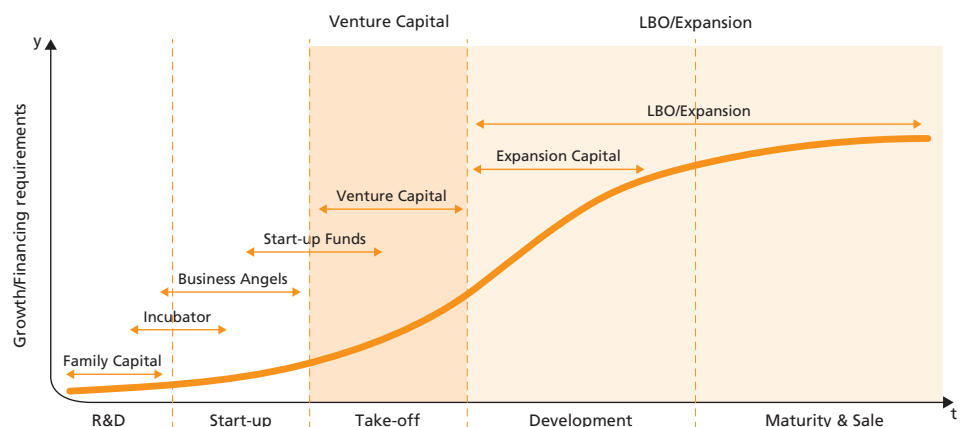 Venture Capital
LBO/Expansion
y
Growth/Financing requirements
LBO/Expansion
Expansion Capital
Venture Capital
Start-up Funds
Business Angels
Incubator
Family Capital
t
R&D
Start-up
Take-off
Development
Maturity & Sale